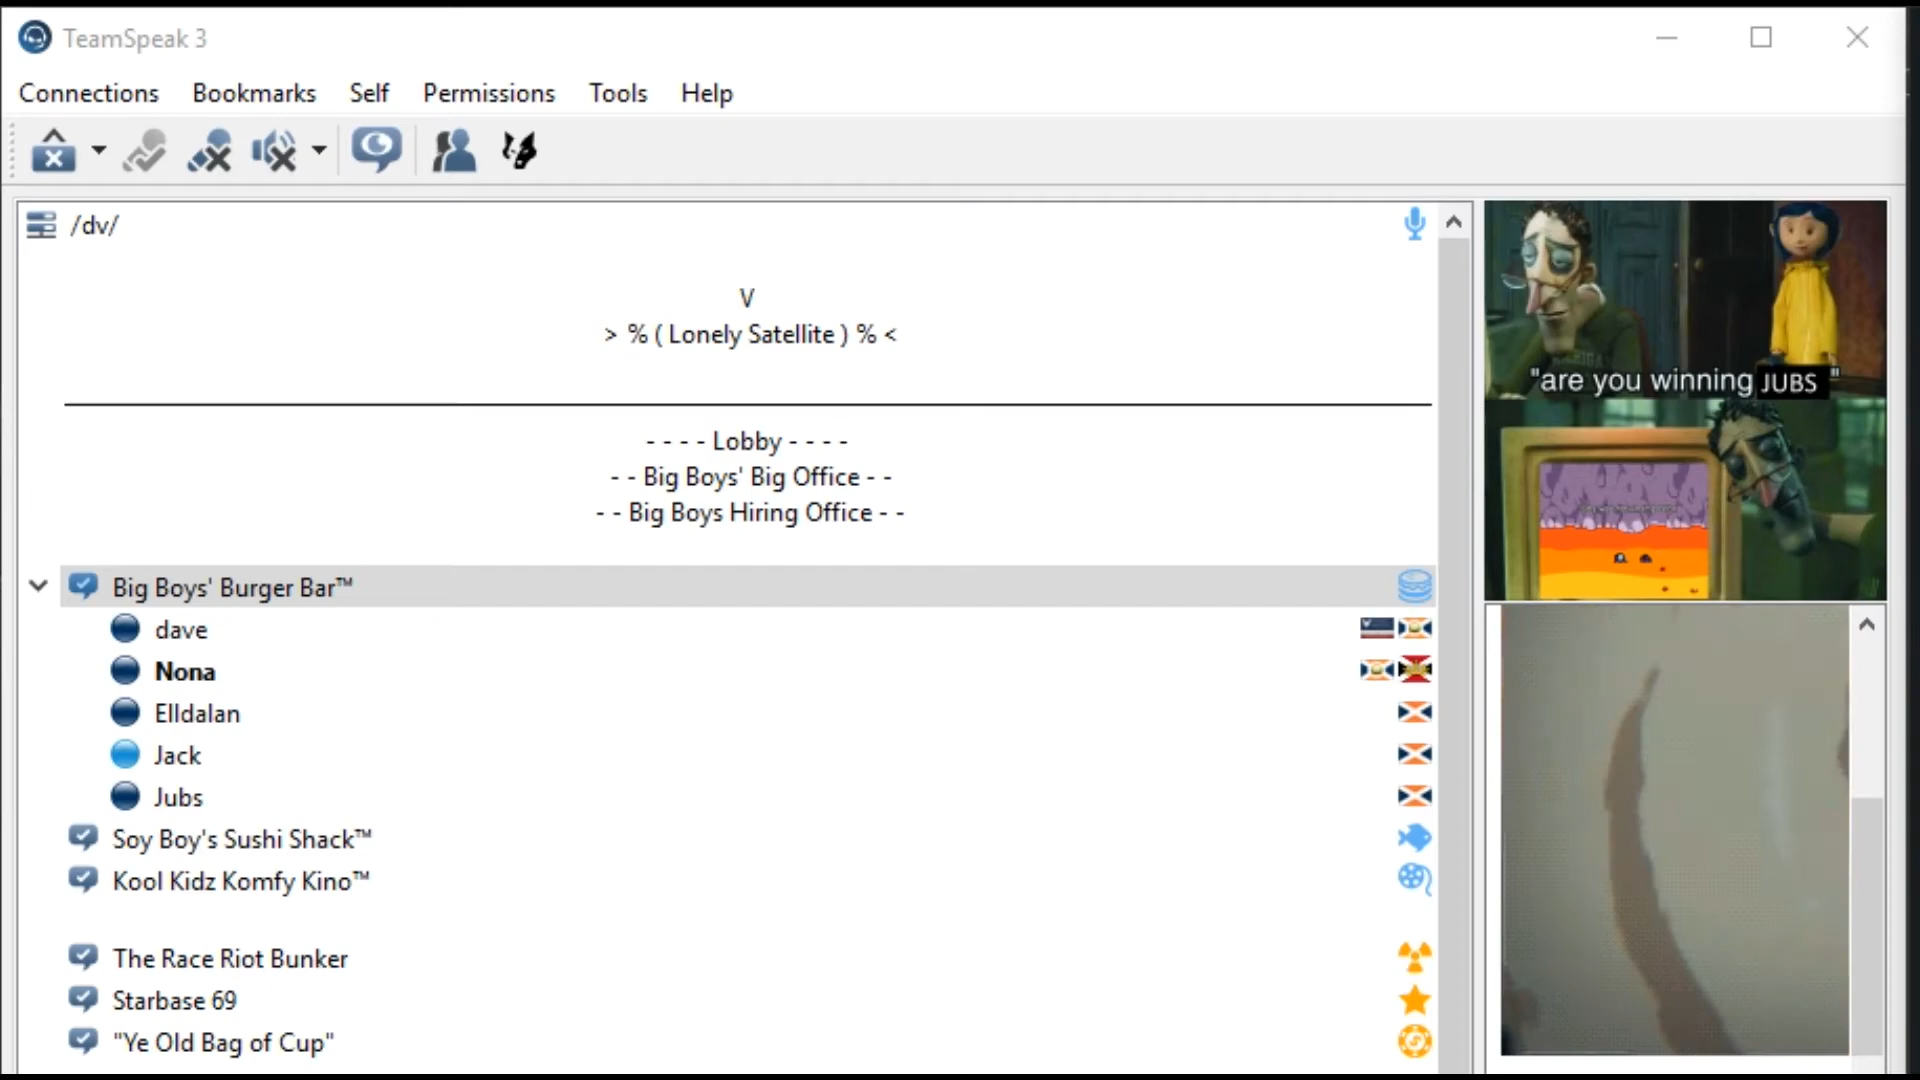 TeamSpeak 3
Connections Bookmarks Self Permissions Tools Help
/dv/
V
> % ( Lonely Satellite ) % <
- - - - Lobby - - - -
- - Big Boys' Big Office - -
- - Big Boys Hiring Office - -
Big Boys' Burger Bar™
dave
Nona
Elldalan
Jack
Jubs
Soy Boy's Sushi Shack™
Kool Kidz Komfy Kino™
The Race Riot Bunker
Starbase 69
"Ye Old Bag of Cup"
"are you winning JUBS "